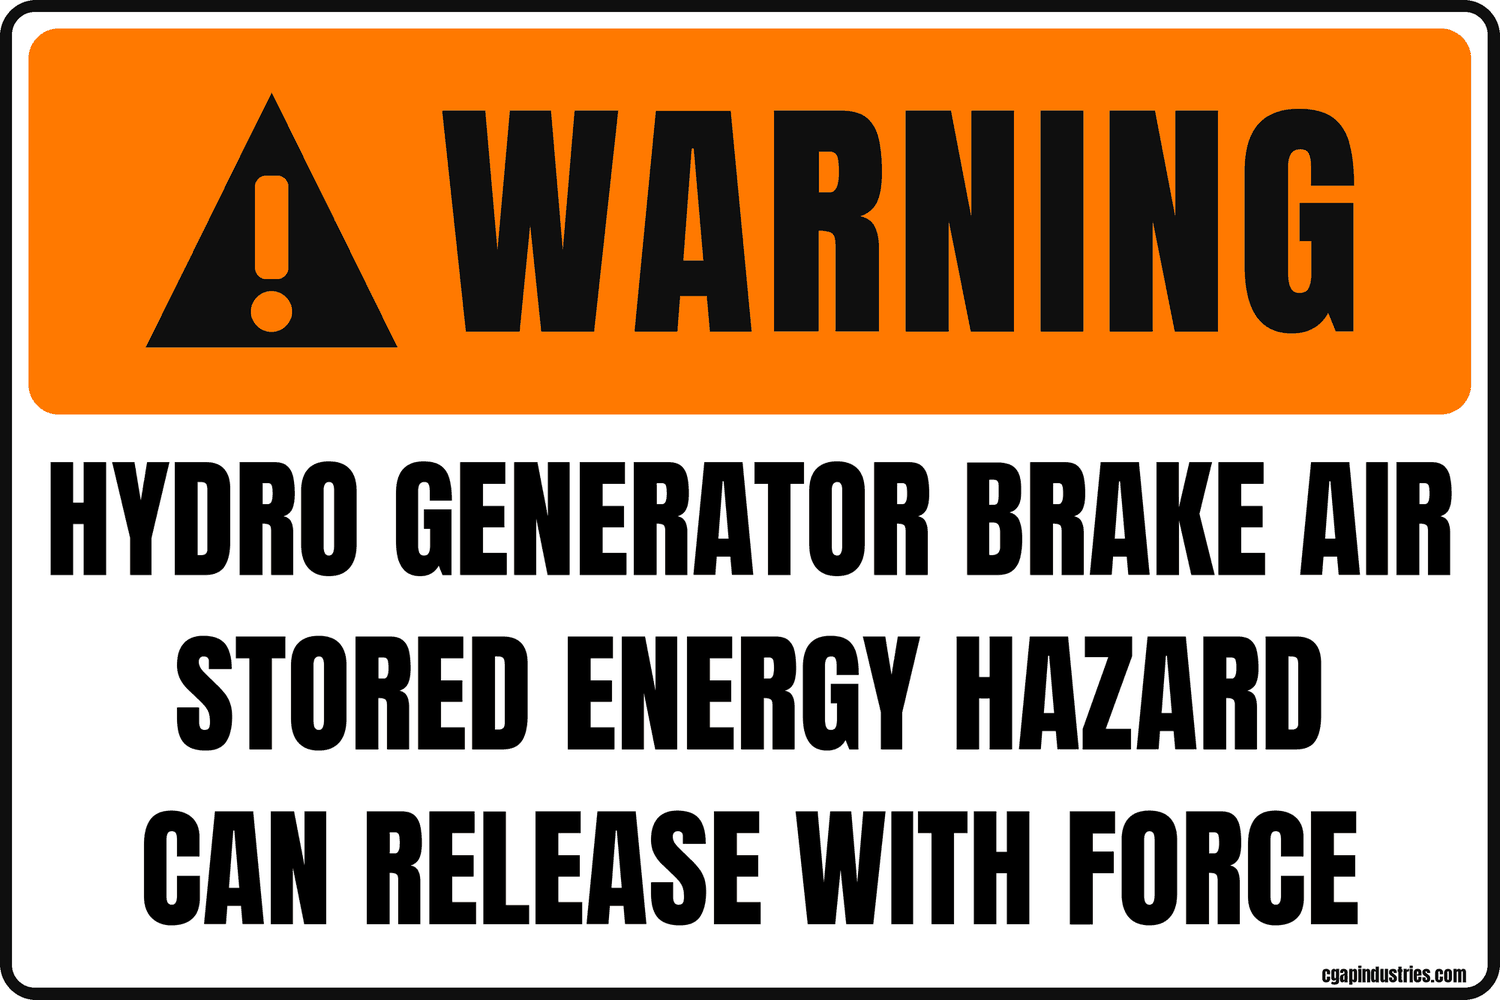 WARNING
HYDRO GENERATOR BRAKE AIR
STORED ENERGY HAZARD
CAN RELEASE WITH FORCE
cgapindustries.com